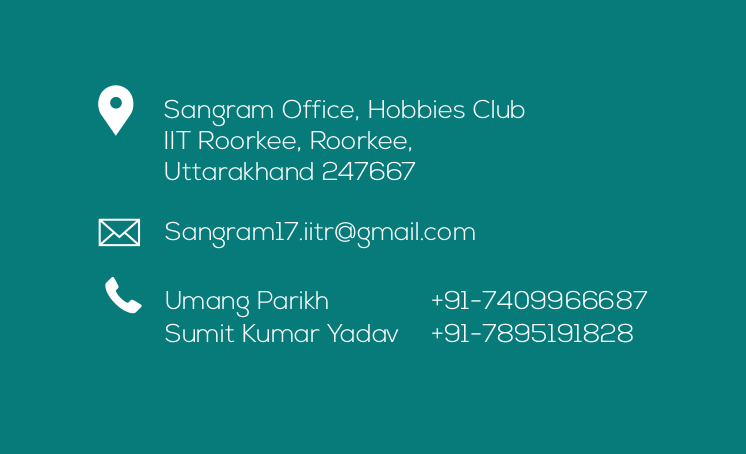 Sangram Office, Hobbies Club
IIT Roorkee, Roorkee,
Uttarakhand 247667
Sangram17.iitr@gmail.com
Umang Parikh +91-7409966687
Sumit Kumar Yadav +91-7895191828